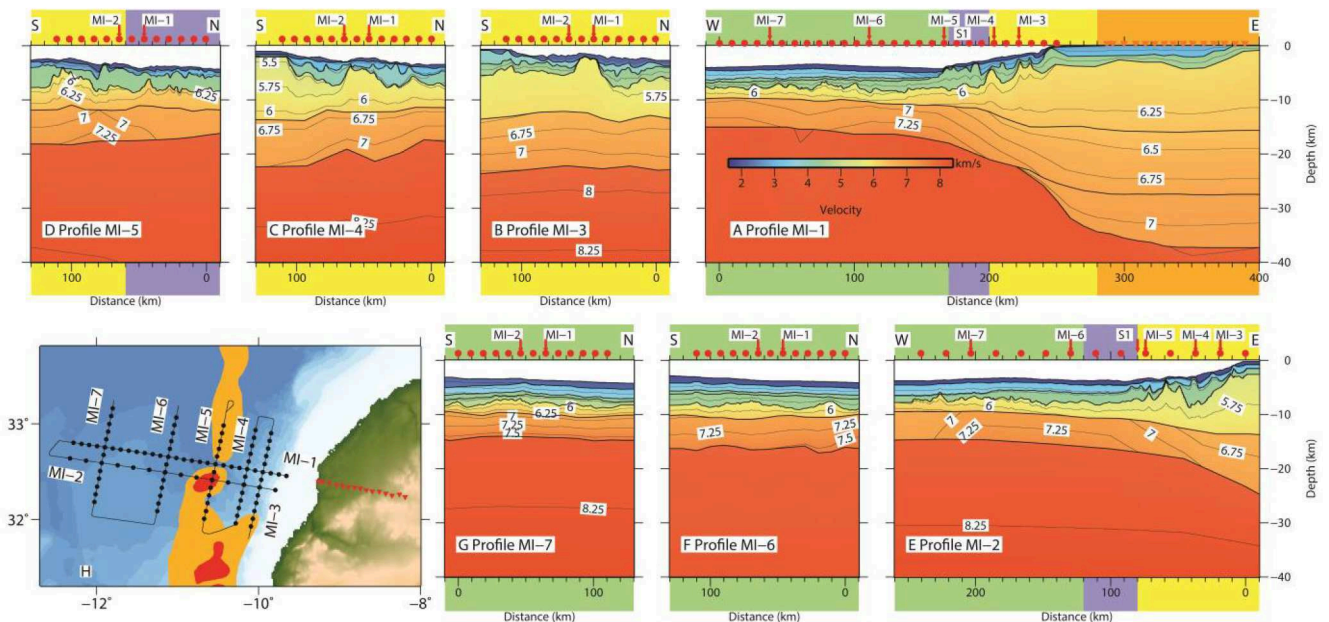 MI−2 MI−1
S N
6
6.25 6.25
7
7.25 7
D Profile MI−5
100 0
Distance (km)
MI−2 MI−1
S N
5.5
5.75
6
6 6.75
6.75
7
8.25
C Profile MI−4
100 0
Distance (km)
MI−2 MI−1
S N
5.75
6.75
7
8
8.25
B Profile MI−3
100 0
Distance (km)
MI−7 MI−6 MI−5 MI−4 MI−3
W S1 E
6 6
7
7.25
6.25
6.5
6.75
7
km/s
2 3 4 5 6 7 8
Velocity
A Profile MI−1
0
−10
−20
−30
−40
Depth (km)
0 100 200 300 400
Distance (km)
33°
32°
MI−7
MI−6
MI−5
MI−4
MI−1
MI−2
MI−3
H
−12° −10° −8°
MI−2 MI−1
S N
7 6.25 6
7.25
7.5
G Profile MI−7
0 100
Distance (km)
MI−2 MI−1
S N
6
7.25 7.25
7.5
8.25
F Profile MI−6
100 0
Distance (km)
S1
MI−7 MI−6 MI−5 MI−4 MI−3
W E
6 5.75
7
7.25 7.25 7
6.75
8.25
E Profile MI−2
0
−10
−20
−30
−40
Depth (km)
200 100 0
Distance (km)